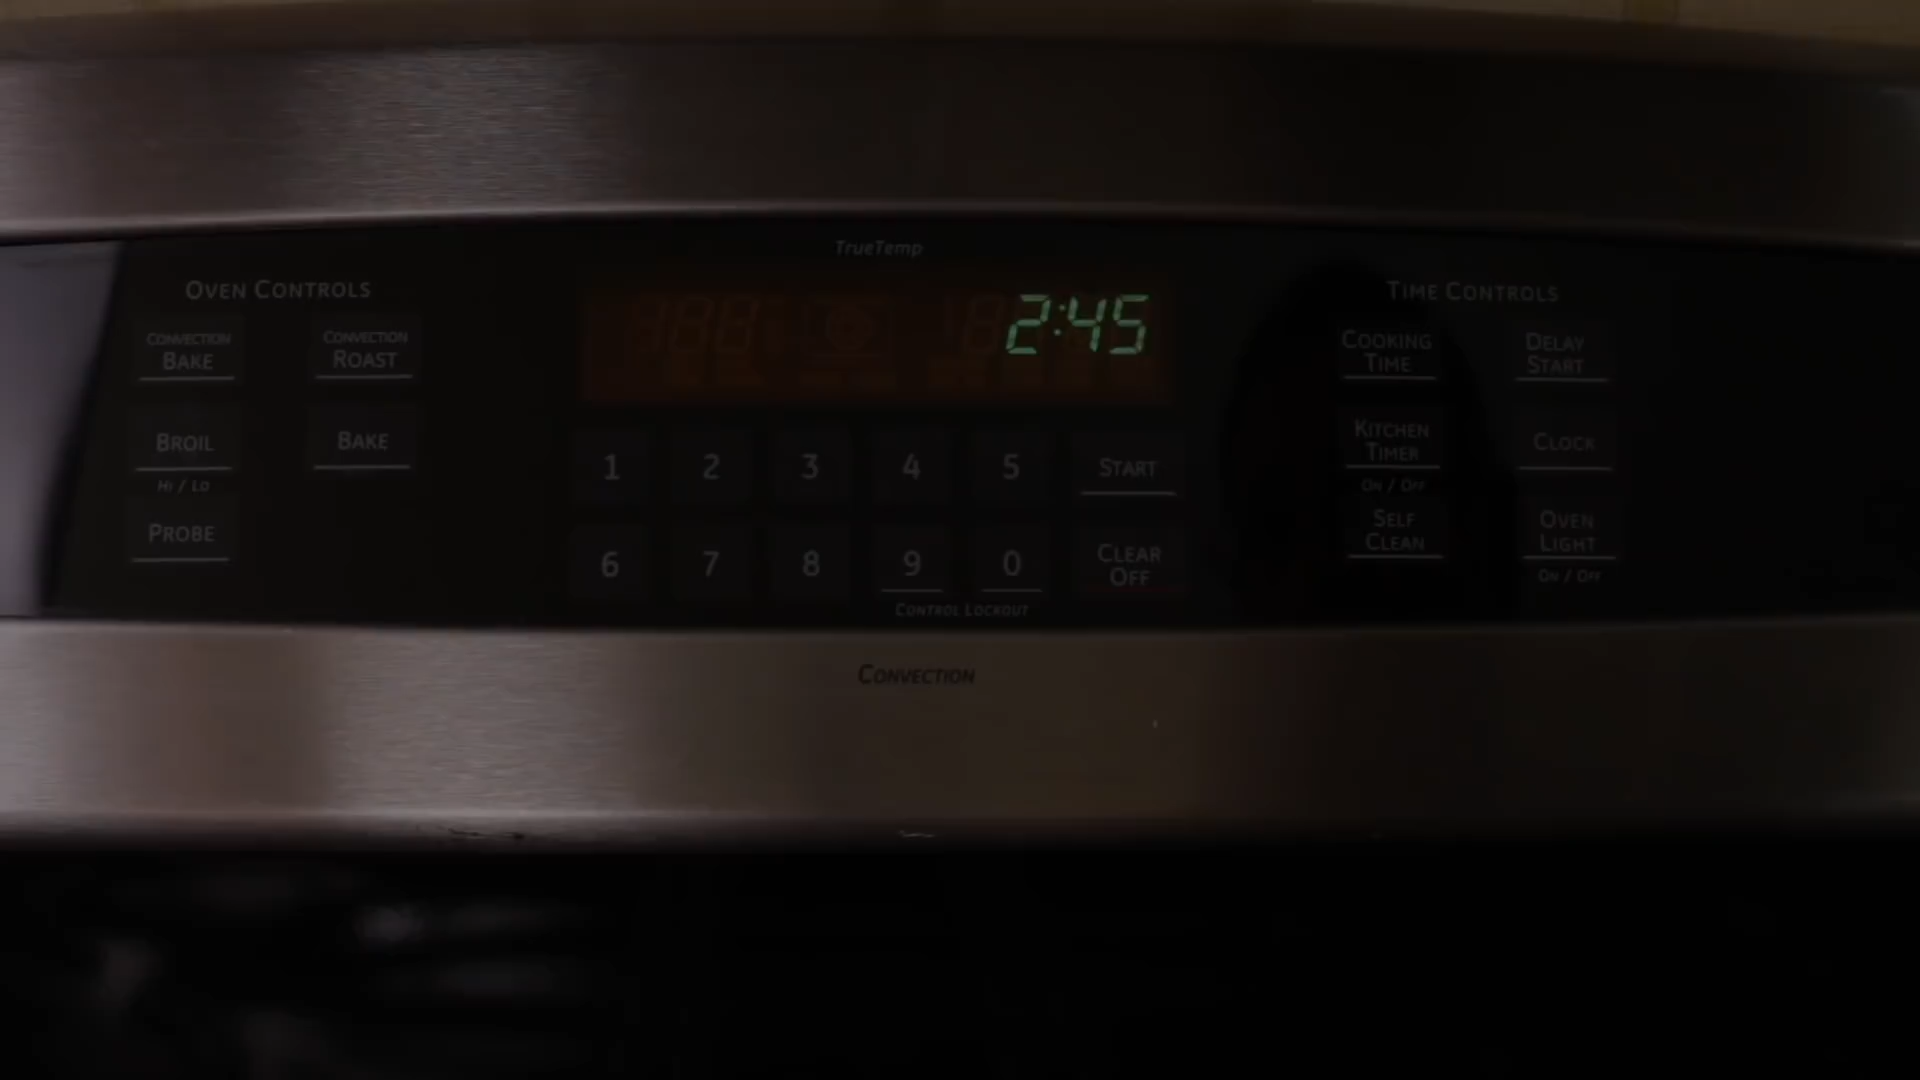 TrueTemp
OVEN CONTROLS
CONVECTION
BAKE
CONVECTION
ROAST
BROIL
HI / LO
BAKE
PROBE
2:45
1 2 3 4 5 START
6 7 8 9 0 CLEAR
OFF
CONTROL LOCKOUT
TIME CONTROLS
COOKING
TIME
DELAY
START
KITCHEN
TIMER
ON / OFF
CLOCK
SELF
CLEAN
OVEN
LIGHT
ON / OFF
CONVECTION